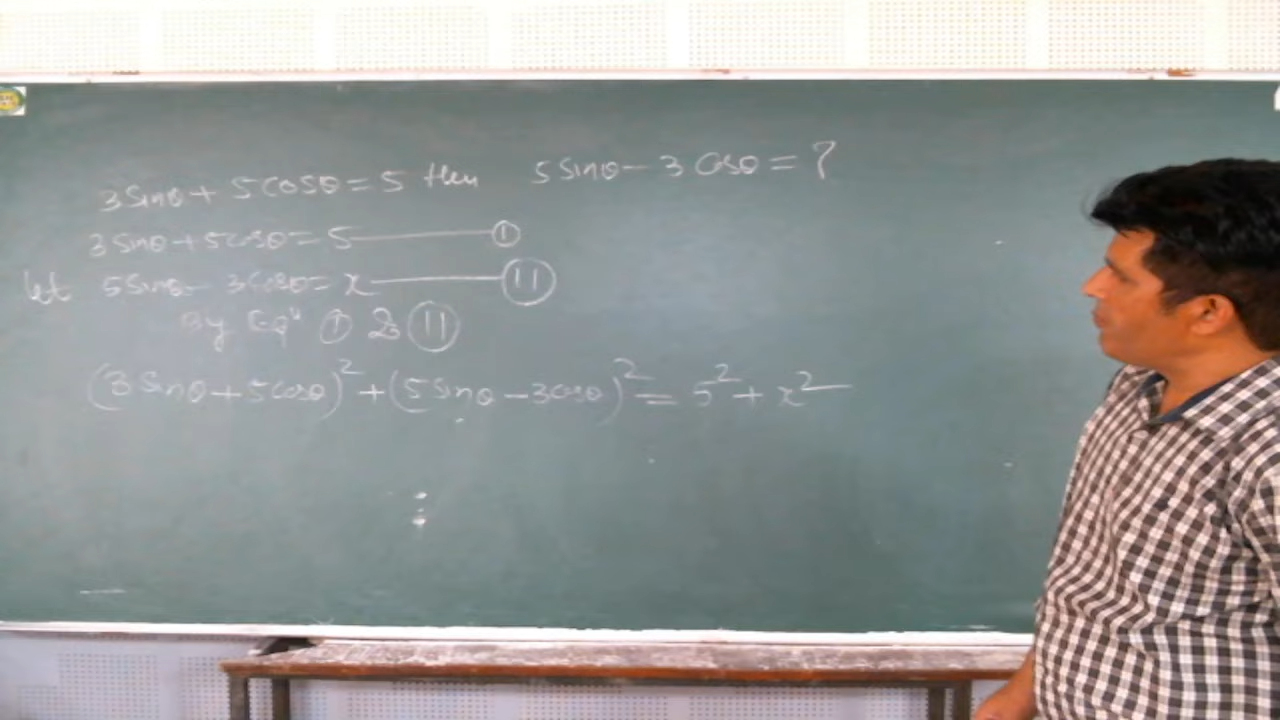 3 Sinθ + 5 cosθ = 5 then 5 sinθ - 3 cosθ = ?
3 sinθ + 5 cosθ = 5 ——— ①
let 5 sinθ - 3 cosθ = x ——— ⑪
By Eqⁿ ① & ⑪
(3 sinθ + 5 cosθ)² + (5 sinθ - 3 cosθ)² = 5² + x²